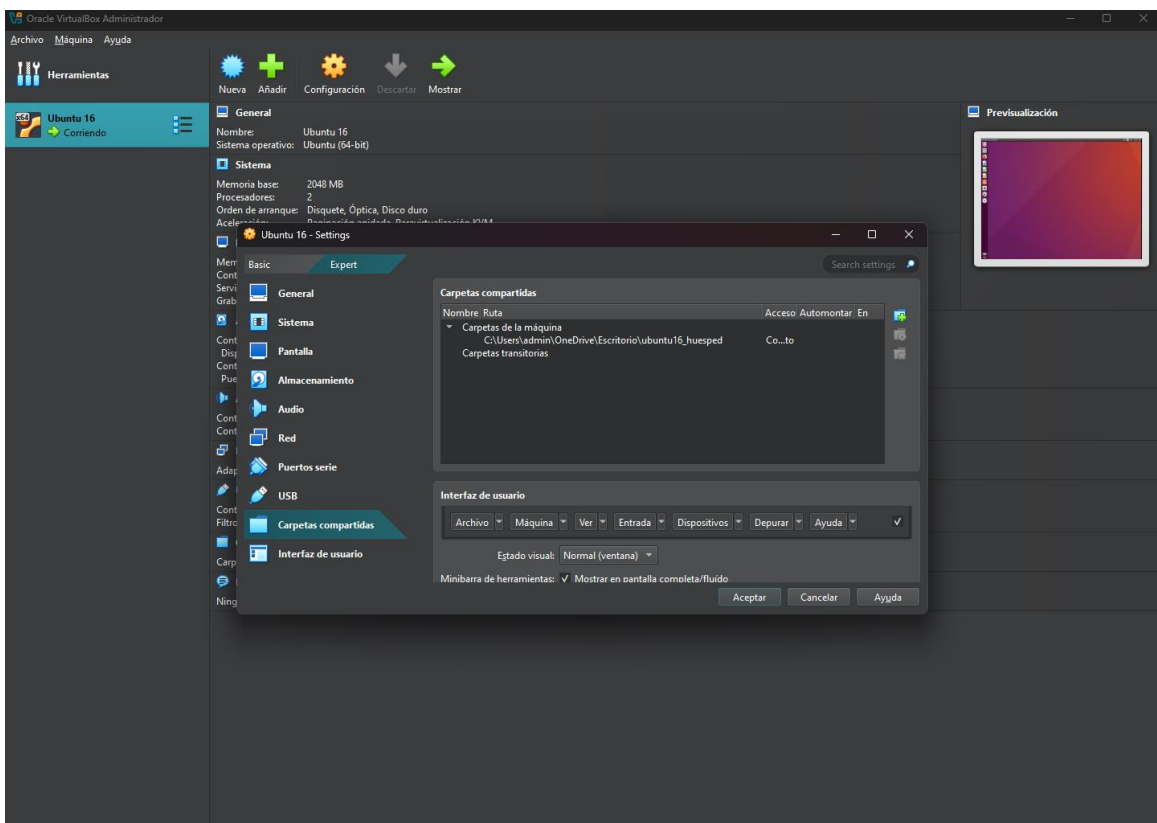 Oracle VirtualBox Administrador
Archivo Máquina Ayuda
Herramientas
Nueva Añadir Configuración Descartar Mostrar
x64 Ubuntu 16
Corriendo
General
Nombre: Ubuntu 16
Sistema operativo: Ubuntu (64-bit)
Sistema
Memoria base: 2048 MB
Procesadores: 2
Orden de arranque: Disquete, Óptica, Disco duro
Previsualización
Ubuntu 16 - Settings
Basic Expert Search settings
General
Sistema
Pantalla
Almacenamiento
Audio
Red
Puertos serie
USB
Carpetas compartidas
Interfaz de usuario
Carpetas compartidas
Nombre Ruta Acceso Automontar En
Carpetas de la máquina
C:\Users\admin\OneDrive\Escritorio\ubuntu16_huesped Co...to
Carpetas transitorias
Interfaz de usuario
Archivo Máquina Ver Entrada Dispositivos Depurar Ayuda
Estado visual: Normal (ventana)
Minibarra de herramientas: Mostrar en pantalla completa/fluído
Aceptar Cancelar Ayuda